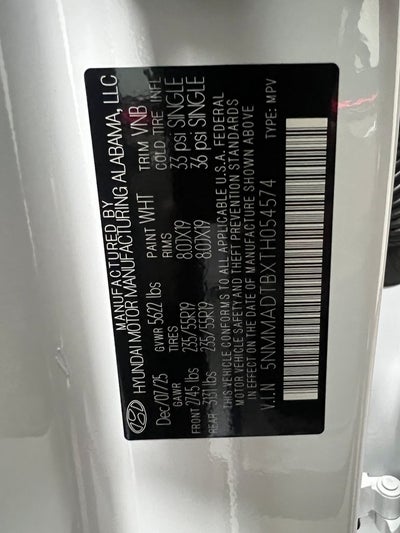 MANUFACTURED BY
HYUNDAI MOTOR MANUFACTURING ALABAMA, LLC
Dec/07/25 GVWR 5622 lbs PAINT WHT TRIM VNB
GAWR TIRES RIMS COLD TIRE INFL
FRONT 2745 lbs 235/55R19 8.0JX19 33 psi SINGLE
REAR 3131 lbs 235/55R19 8.0JX19 36 psi SINGLE
THIS VEHICLE CONFORMS TO ALL APPLICABLE U.S.A. FEDERAL
MOTOR VEHICLE SAFETY AND THEFT PREVENTION STANDARDS
IN EFFECT ON THE DATE OF MANUFACTURE SHOWN ABOVE.
V.I.N 5NMMADTBXTH054574 TYPE: MPV